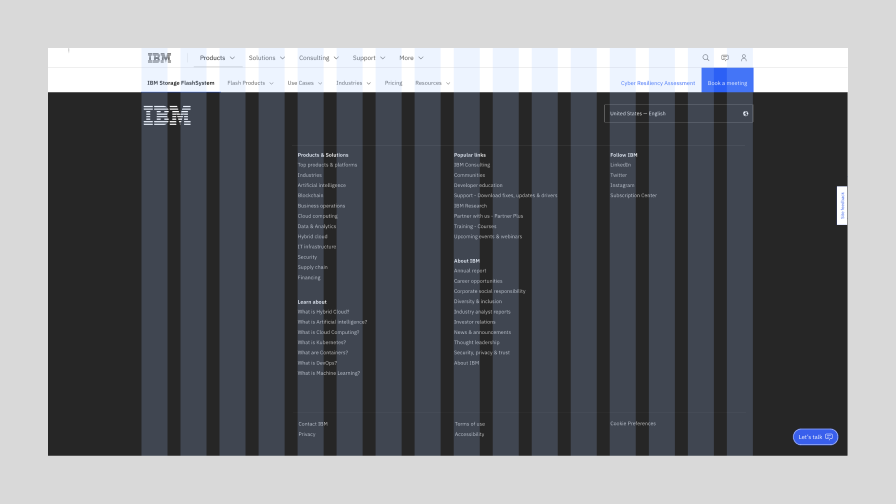 IBM
Products
Solutions
Consulting
Support
More
IBM Storage FlashSystem
Flash Products
Use Cases
Industries
Pricing
Resources
Cyber Resiliency Assessment
Book a meeting
IBM
United States — English
Products & Solutions
Top products & platforms
Industries
Artificial intelligence
Blockchain
Business operations
Cloud computing
Data & Analytics
Hybrid cloud
IT infrastructure
Security
Supply chain
Financing
Learn about
What is Hybrid Cloud?
What is Artificial intelligence?
What is Cloud Computing?
What is Kubernetes?
What are Containers?
What is DevOps?
What is Machine Learning?
Popular links
IBM Consulting
Communities
Developer education
Support - Download fixes, updates & drivers
IBM Research
Partner with us - Partner Plus
Training - Courses
Upcoming events & webinars
About IBM
Annual report
Career opportunities
Corporate social responsibility
Diversity & inclusion
Industry analyst reports
Investor relations
News & announcements
Thought leadership
Security, privacy & trust
About IBM
Follow IBM
LinkedIn
Twitter
Instagram
Subscription Center
Site feedback
Contact IBM
Privacy
Terms of use
Accessibility
Cookie Preferences
Let's talk